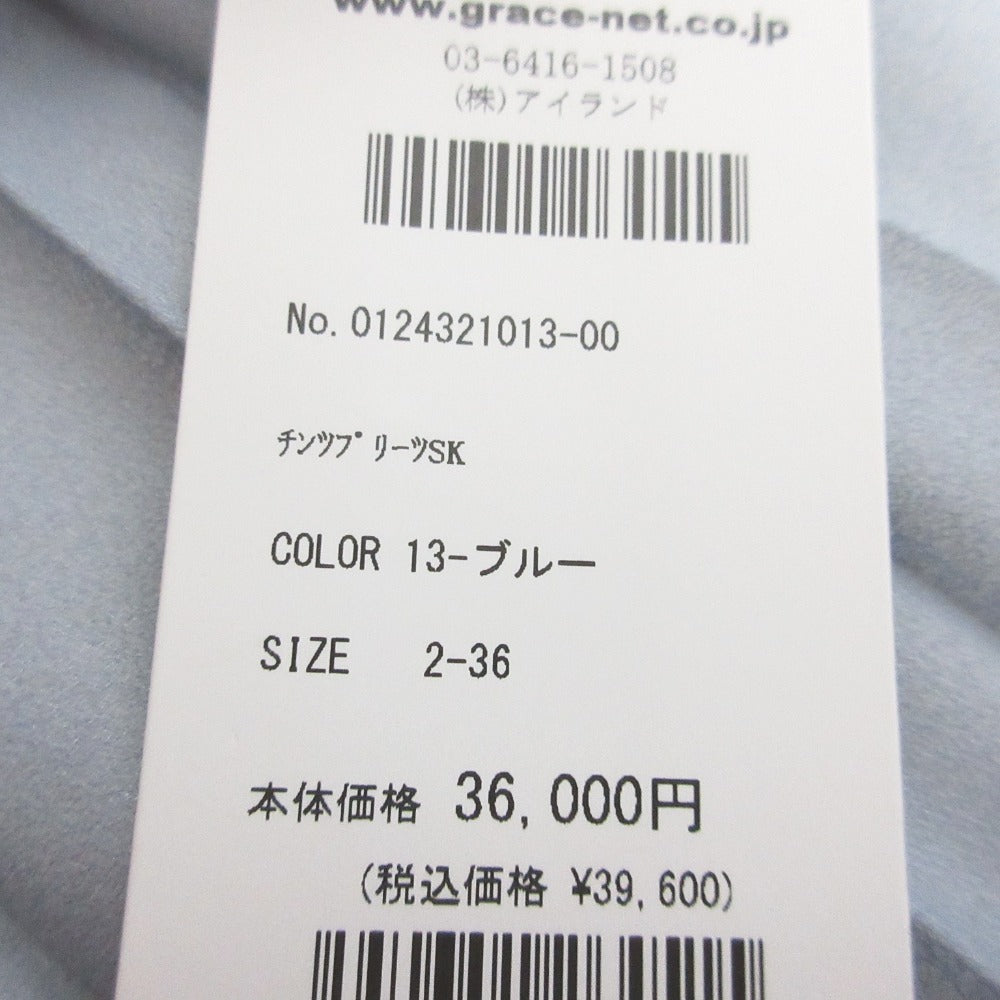 www.grace-net.co.jp
03-6416-1508
(株)アイランド
No. 0124321013-00
ﾁﾝﾂﾌﾟﾘｰﾂSK
COLOR 13-ブルー
SIZE 2-36
本体価格 36,000円
(税込価格 ¥39,600)